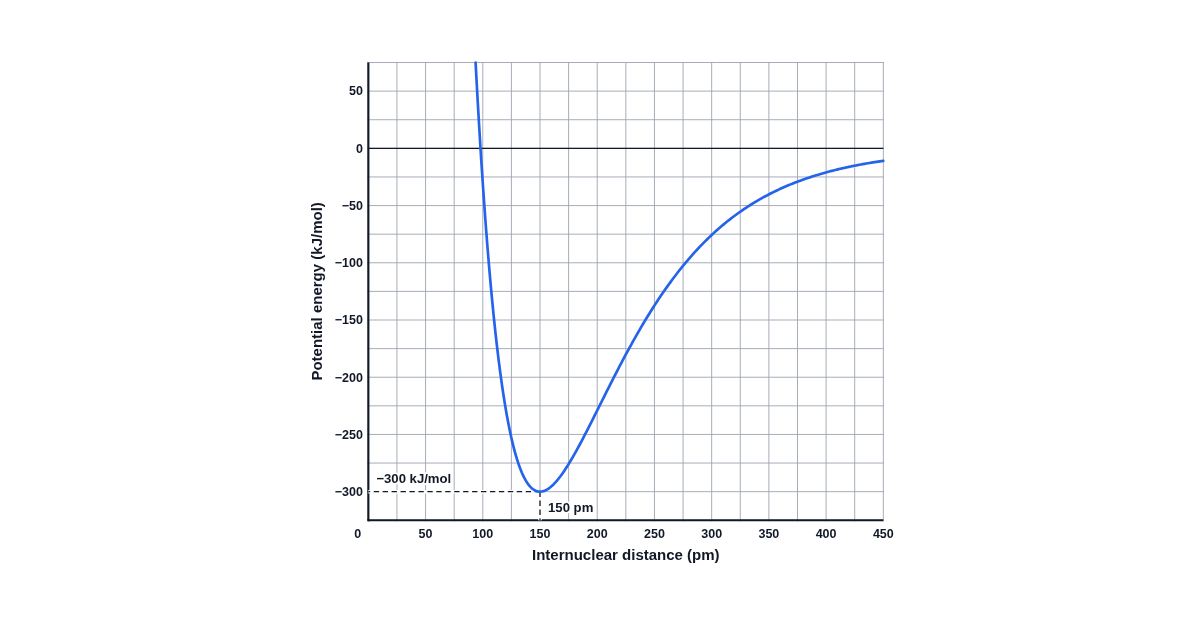 Potential energy (kJ/mol)
50
0
−50
−100
−150
−200
−250
−300
−300 kJ/mol
150 pm
0 50 100 150 200 250 300 350 400 450
Internuclear distance (pm)